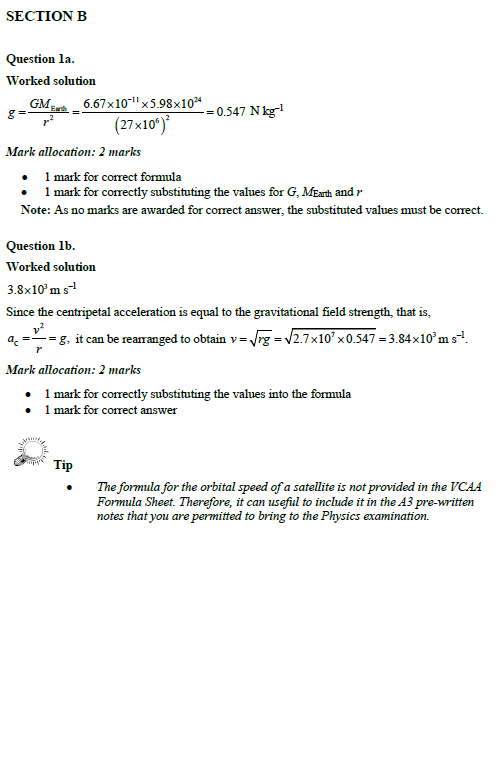 SECTION B
Question 1a.
Worked solution
g = GM_Earth / r² = 6.67×10⁻¹¹×5.98×10²⁴ / (27×10⁶)² = 0.547 N kg⁻¹
Mark allocation: 2 marks
• 1 mark for correct formula
• 1 mark for correctly substituting the values for G, MEarth and r
Note: As no marks are awarded for correct answer, the substituted values must be correct.
Question 1b.
Worked solution
3.8×10³ m s⁻¹
Since the centripetal acceleration is equal to the gravitational field strength, that is,
a_c = v²/r = g, it can be rearranged to obtain v = √rg = √2.7×10⁷×0.547 = 3.84×10³ m s⁻¹.
Mark allocation: 2 marks
• 1 mark for correctly substituting the values into the formula
• 1 mark for correct answer
Tip
• The formula for the orbital speed of a satellite is not provided in the VCAA
Formula Sheet. Therefore, it can useful to include it in the A3 pre-written
notes that you are permitted to bring to the Physics examination.